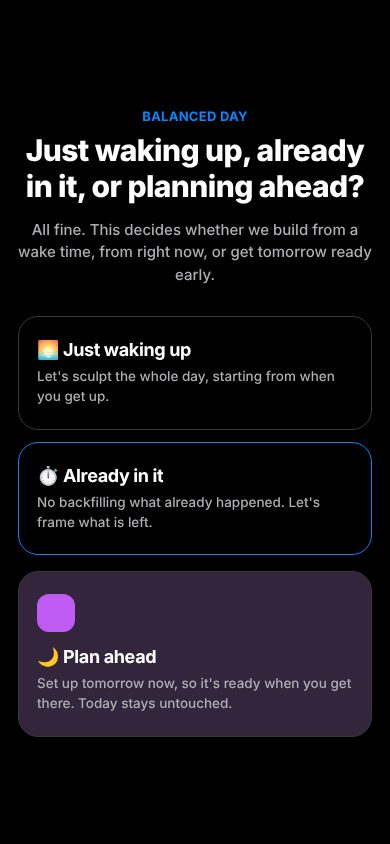 BALANCED DAY
Just waking up, already
in it, or planning ahead?
All fine. This decides whether we build from a
wake time, from right now, or get tomorrow ready
early.
🌅 Just waking up
Let's sculpt the whole day, starting from when
you get up.
⏱️ Already in it
No backfilling what already happened. Let's
frame what is left.
🌙 Plan ahead
Set up tomorrow now, so it's ready when you get
there. Today stays untouched.